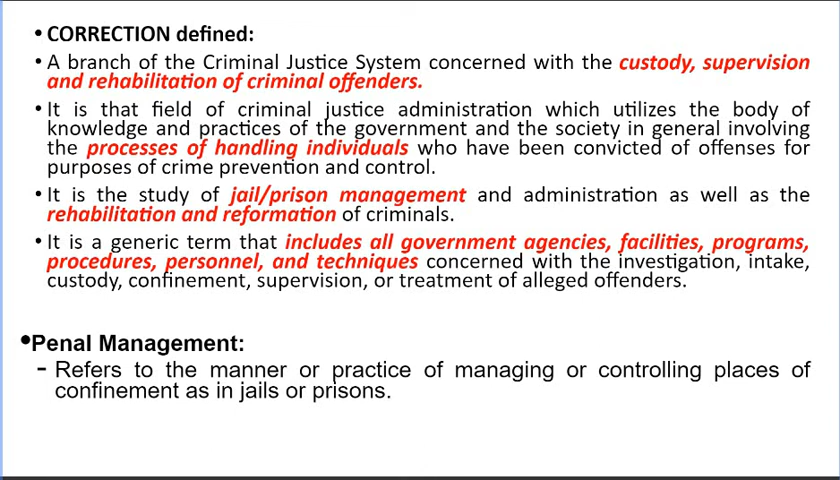 • CORRECTION defined:
• A branch of the Criminal Justice System concerned with the custody, supervision
and rehabilitation of criminal offenders.
• It is that field of criminal justice administration which utilizes the body of
knowledge and practices of the government and the society in general involving
the processes of handling individuals who have been convicted of offenses for
purposes of crime prevention and control.
• It is the study of jail/prison management and administration as well as the
rehabilitation and reformation of criminals.
• It is a generic term that includes all government agencies, facilities, programs,
procedures, personnel, and techniques concerned with the investigation, intake,
custody, confinement, supervision, or treatment of alleged offenders.
•Penal Management:
- Refers to the manner or practice of managing or controlling places of
confinement as in jails or prisons.